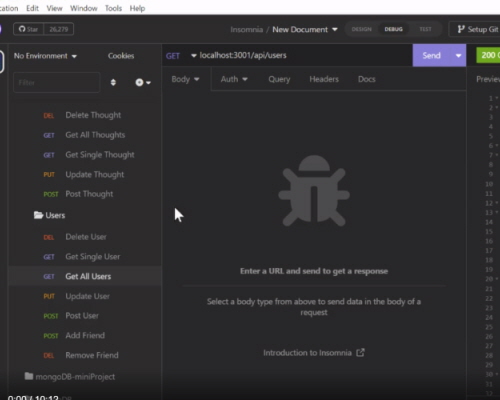 cation Edit View Window Tools Help
Star 26,279
Insomnia / New Document
DESIGN DEBUG TEST
Setup Git
No Environment Cookies
GET localhost:3001/api/users Send 200
Filter
Body Auth Query Headers Docs Preview
DEL Delete Thought
GET Get All Thoughts
GET Get Single Thought
PUT Update Thought
POST Post Thought
Users
DEL Delete User
GET Get Single User
GET Get All Users
PUT Update User
POST Post User
POST Add Friend
DEL Remove Friend
mongoDB-miniProject
Enter a URL and send to get a response
Select a body type from above to send data in the body of a
request
Introduction to Insomnia
1
2
3
4
5
6
7
8
9
10
11
12
13
14
15
16
17
18
19
20
21
22
23
24
25
26
27
28
29
30
31
32
0:00 / 10:12